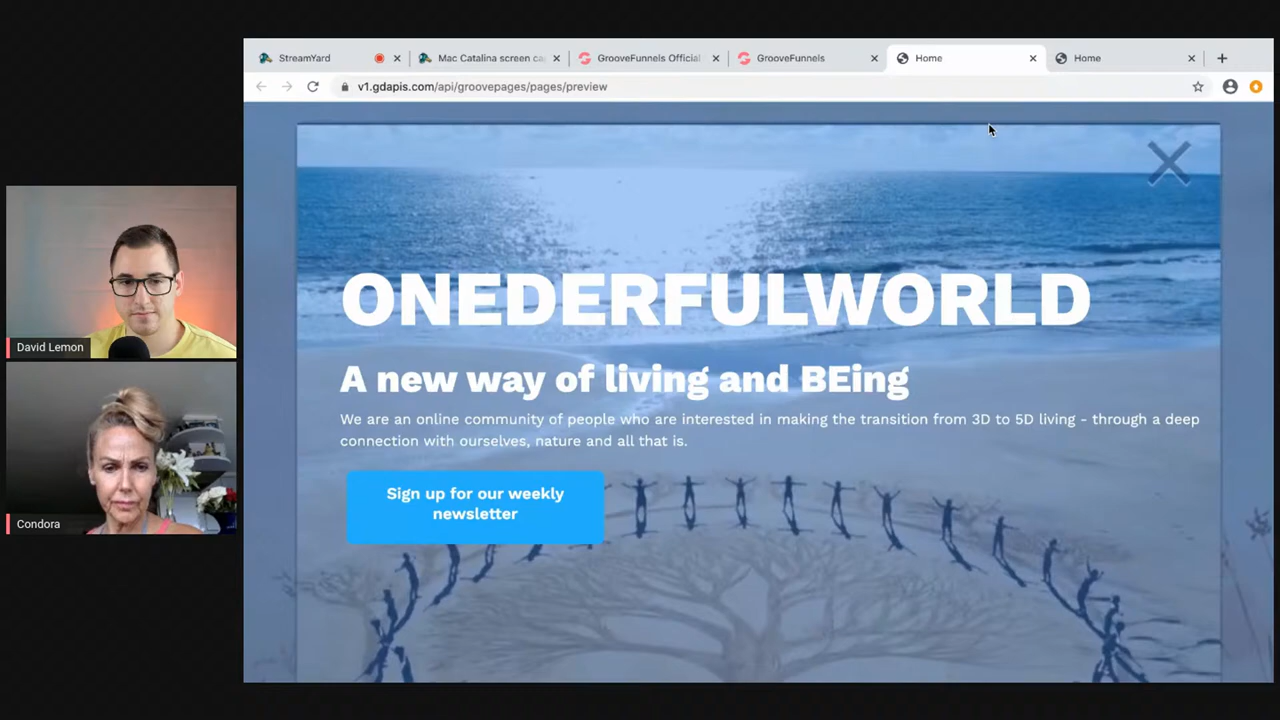 StreamYard
Mac Catalina screen ca
GrooveFunnels Official
GrooveFunnels
Home
Home
v1.gdapis.com/api/groovepages/pages/preview
ONEDERFULWORLD
A new way of living and BEing
We are an online community of people who are interested in making the transition from 3D to 5D living - through a deep
connection with ourselves, nature and all that is.
Sign up for our weekly
newsletter
David Lemon
Condora